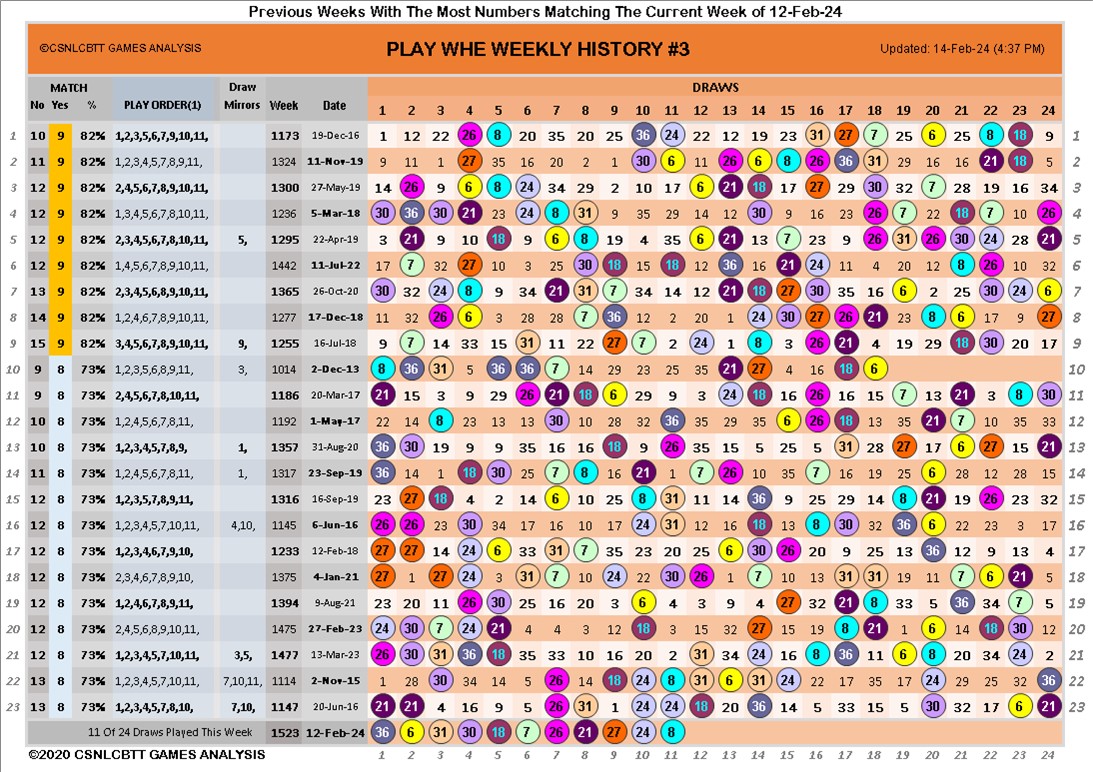 Previous Weeks With The Most Numbers Matching The Current Week of 12-Feb-24
©CSNLCBTT GAMES ANALYSIS PLAY WHE WEEKLY HISTORY #3 Updated: 14-Feb-24 (4:37 PM)
MATCH Draw DRAWS
No Yes % PLAY ORDER(1) Mirrors Week Date 1 2 3 4 5 6 7 8 9 10 11 12 13 14 15 16 17 18 19 20 21 22 23 24
1 10 9 82% 1,2,3,5,6,7,9,10,11, 1173 19-Dec-16 1 12 22 26 8 20 35 20 25 36 24 22 12 19 23 31 27 7 25 6 25 8 18 9 1
2 11 9 82% 1,2,3,4,5,7,8,9,11, 1324 11-Nov-19 9 11 1 27 35 16 20 2 1 30 6 11 26 6 8 26 36 31 29 16 16 21 18 5 2
3 12 9 82% 2,4,5,6,7,8,9,10,11, 1300 27-May-19 14 26 9 6 8 24 34 29 2 10 17 6 21 18 17 27 29 30 32 7 28 19 16 34 3
4 12 9 82% 1,3,4,5,6,7,8,10,11, 1236 5-Mar-18 30 36 30 21 23 24 8 31 9 35 29 14 12 30 9 16 23 26 7 22 18 7 10 26 4
5 12 9 82% 2,3,4,5,6,7,8,10,11, 5, 1295 22-Apr-19 3 21 9 10 18 9 6 8 19 4 35 6 21 13 7 23 9 26 31 26 30 24 28 21 5
6 12 9 82% 1,4,5,6,7,8,9,10,11, 1442 11-Jul-22 17 7 32 27 10 3 25 30 18 15 18 12 36 16 21 24 11 4 20 12 8 26 10 32 6
7 13 9 82% 2,3,4,5,6,8,9,10,11, 1365 26-Oct-20 30 32 24 8 9 34 21 31 7 34 14 12 21 18 27 30 35 16 6 2 25 30 24 6 7
8 14 9 82% 1,2,4,6,7,8,9,10,11, 1277 17-Dec-18 11 32 26 6 3 28 28 7 36 12 2 20 1 24 30 27 26 21 23 8 6 17 9 27 8
9 15 9 82% 3,4,5,6,7,8,9,10,11, 9, 1255 16-Jul-18 9 7 14 33 15 31 11 22 27 7 2 24 1 8 3 26 21 4 19 29 18 30 20 17 9
10 9 8 73% 1,2,3,5,6,8,9,11, 3, 1014 2-Dec-13 8 36 31 5 36 36 7 14 29 23 25 35 21 27 4 17 18 6 10
11 9 8 73% 2,4,5,6,7,8,10,11, 1186 20-Mar-17 21 15 3 9 29 26 21 18 6 29 9 3 24 18 16 26 16 15 7 13 21 3 8 30 11
12 10 8 73% 1,2,4,5,6,7,8,11, 1192 1-May-17 22 14 8 23 13 13 30 10 22 32 36 22 29 35 6 26 18 13 35 21 7 10 35 33 12
13 10 8 73% 1,2,3,4,5,7,8,9, 1, 1357 31-Aug-20 36 30 19 9 9 35 16 16 18 9 26 35 15 5 25 5 31 28 27 17 6 27 15 21 13
14 11 8 73% 1,2,4,5,6,7,8,11, 1, 1317 23-Sep-19 36 14 1 18 30 25 7 8 16 21 1 7 26 10 35 7 16 14 20 6 28 12 28 15 14
15 12 8 73% 1,2,3,5,7,8,9,11, 1316 16-Sep-19 23 27 18 4 2 14 6 10 25 8 31 11 14 36 9 25 29 14 8 21 19 26 23 32 15
16 12 8 73% 1,2,3,4,5,7,10,11, 4,10, 1145 6-Jun-16 26 26 23 30 34 17 16 10 17 24 31 12 16 18 13 8 30 32 36 6 22 23 3 17 16
17 12 8 73% 1,2,3,4,6,7,9,10, 1233 12-Feb-18 27 27 14 24 6 33 31 7 35 23 20 25 6 30 26 20 9 25 13 36 12 9 13 4 17
18 12 8 73% 2,3,4,6,7,8,9,10, 1375 4-Jan-21 27 1 27 24 3 31 7 10 24 22 30 26 1 7 10 13 31 31 19 11 7 6 21 5 18
19 12 8 73% 1,2,4,6,7,8,9,11, 1394 9-Aug-21 23 20 11 26 30 25 16 20 3 6 4 3 9 4 27 32 21 8 33 5 36 34 7 5 19
20 12 8 73% 2,4,5,6,8,9,10,11, 1475 27-Feb-23 24 30 7 24 21 4 4 3 12 18 3 15 32 27 15 19 8 21 1 6 14 18 30 12 20
21 12 8 73% 1,2,3,4,5,7,10,11, 3,5, 1477 13-Mar-23 26 30 31 36 18 35 33 10 16 20 2 31 14 24 16 8 36 11 6 8 20 34 24 2 21
22 13 8 73% 1,2,3,4,5,7,10,11, 7,10,11, 1114 2-Nov-15 1 28 30 34 14 5 26 14 18 24 8 31 6 31 24 22 17 35 17 36 25 24 32 36 22
23 13 8 73% 1,2,3,4,5,7,8,10, 7,10, 1147 20-Jun-16 21 21 4 16 9 5 26 31 1 24 24 18 20 36 14 5 33 15 5 30 32 17 6 21 23
11 Of 24 Draws Played This Week 1523 12-Feb-24 36 6 31 30 18 7 26 21 27 24 8
©2020 CSNLCBTT GAMES ANALYSIS 1 2 3 4 5 6 7 8 9 10 11 12 13 14 15 16 17 18 19 20 21 22 23 24